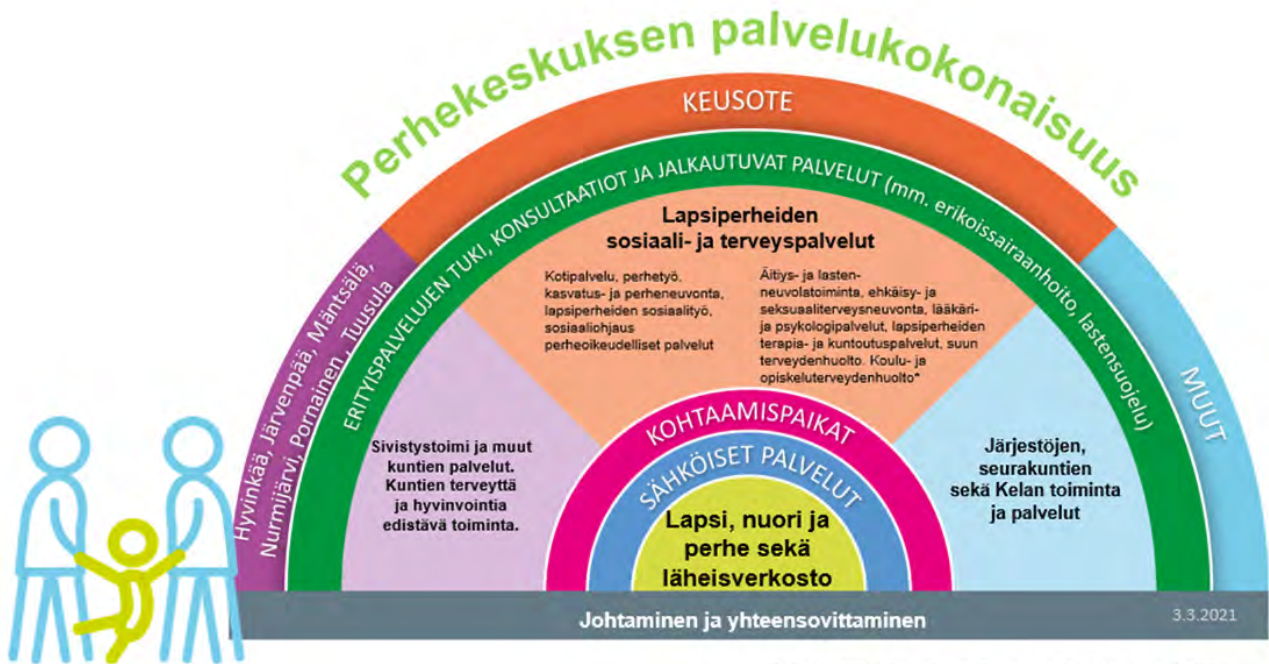 Perhekeskuksen palvelukokonaisuus
KEUSOTE
ERITYISPALVELUJEN TUKI, KONSULTAATIOT JA JALKAUTUVAT PALVELUT (mm. erikoissairaanhoito, lastensuojelu)
Hyvinkää, Järvenpää, Mäntsälä,
Nurmijärvi, Pornainen , Tuusula
MUUT
Lapsiperheiden
sosiaali- ja terveyspalvelut
Kotipalvelu, perhetyö,
kasvatus- ja perheneuvonta,
lapsiperheiden sosiaalityö,
sosiaaliohjaus
perheoikeudelliset palvelut
Äitiys- ja lasten-
neuvolatoiminta, ehkäisy- ja
seksuaaliterveysneuvonta, lääkäri-
ja psykologipalvelut, lapsiperheiden
terapia- ja kuntoutuspalvelut, suun
terveydenhuolto. Koulu- ja
opiskeluterveydenhuolto*
Sivistystoimi ja muut
kuntien palvelut.
Kuntien terveyttä
ja hyvinvointia
edistävä toiminta.
Järjestöjen,
seurakuntien
sekä Kelan toiminta
ja palvelut
KOHTAAMISPAIKAT
SÄHKÖISET PALVELUT
Lapsi, nuori ja
perhe sekä
läheisverkosto
Johtaminen ja yhteensovittaminen
3.3.2021